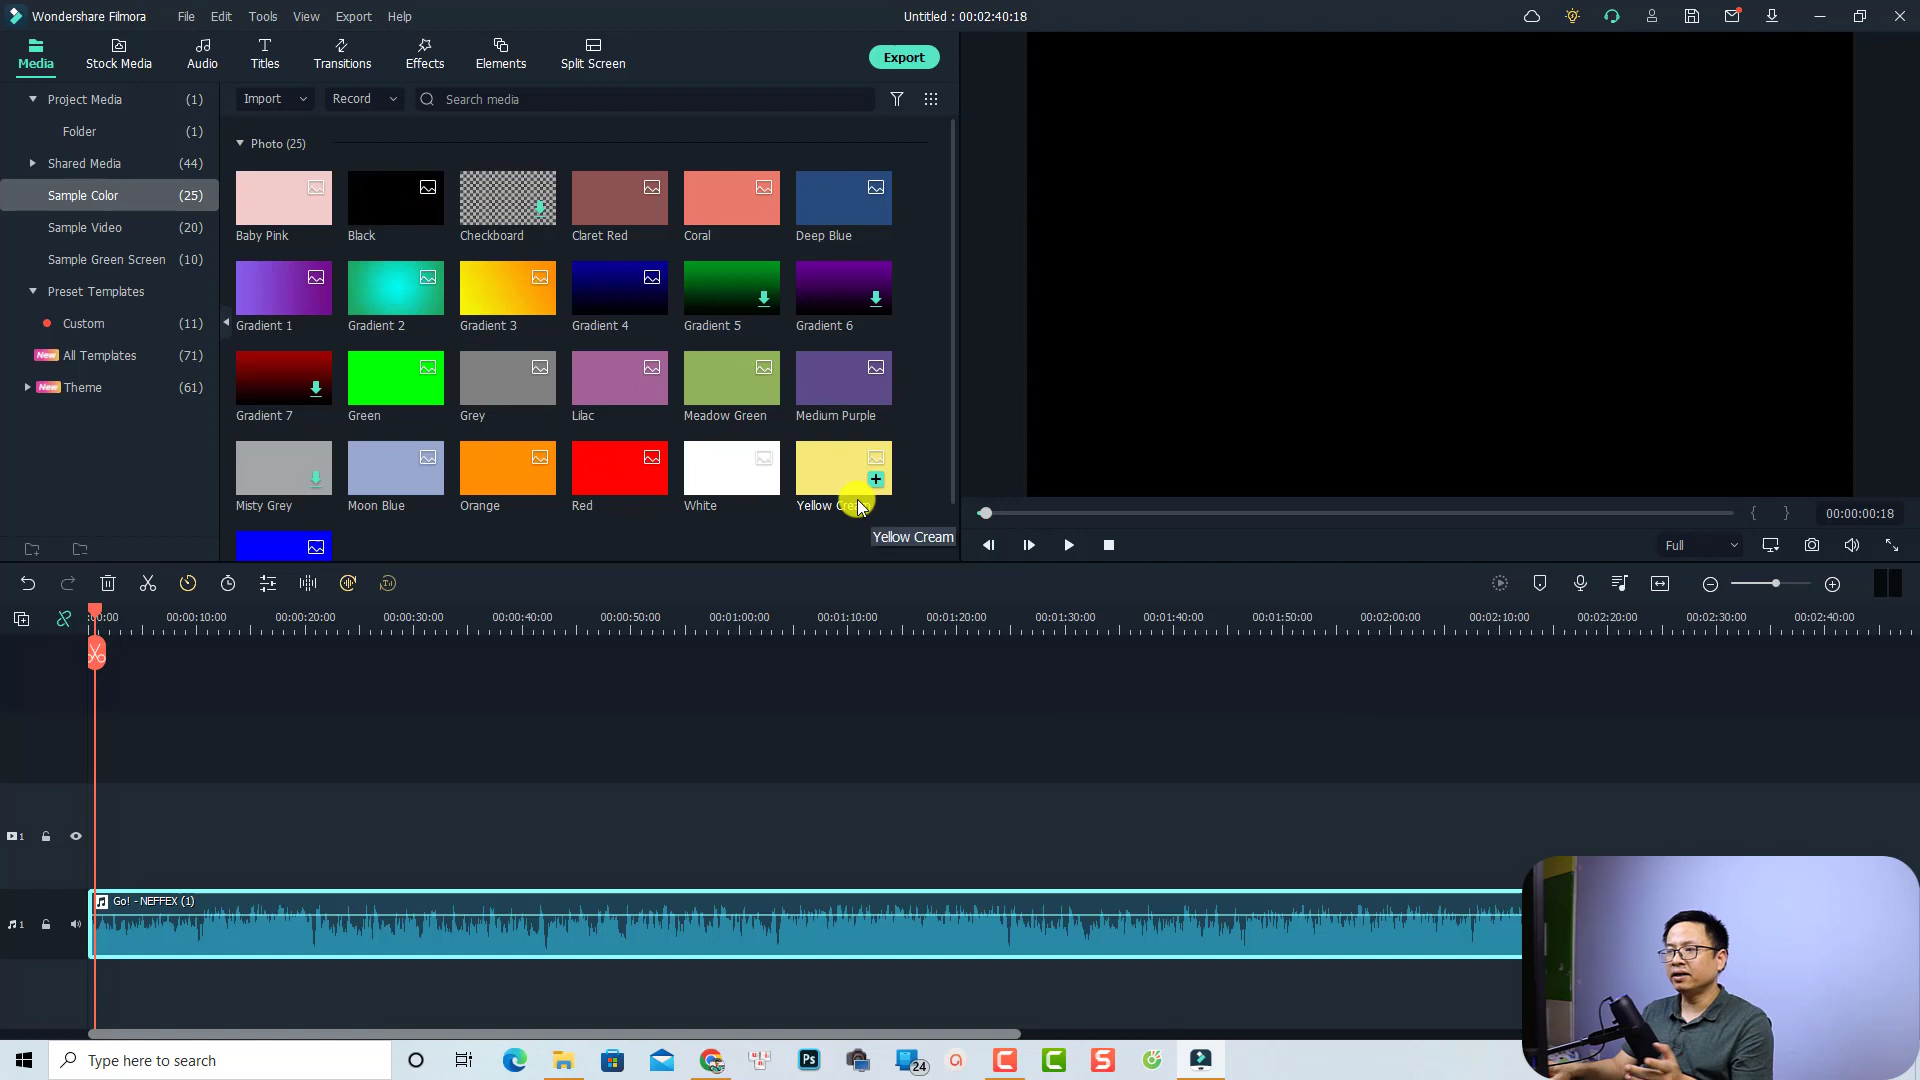 Wondershare Filmora File Edit Tools View Export Help Untitled : 00:02:40:18
Media Stock Media Audio Titles Transitions Effects Elements Split Screen Export
Project Media (1)
Folder (1)
Shared Media (44)
Sample Color (25)
Sample Video (20)
Sample Green Screen (10)
Preset Templates
Custom (11)
New All Templates (71)
New Theme (61)
Import Record Search media
Photo (25)
Baby Pink Black Checkboard Claret Red Coral Deep Blue
Gradient 1 Gradient 2 Gradient 3 Gradient 4 Gradient 5 Gradient 6
Gradient 7 Green Grey Lilac Meadow Green Medium Purple
Misty Grey Moon Blue Orange Red White Yellow
Yellow Cream
00:00:00:18
Full
:00:00 00:00:10:00 00:00:20:00 00:00:30:00 00:00:40:00 00:00:50:00 00:01:00:00 00:01:10:00 00:01:20:00 00:01:30:00 00:01:40:00 00:01:50:00 00:02:00:00 00:02:10:00 00:02:20:00 00:02:30:00 00:02:40:00
1
Go! - NEFFEX (1)
1
Type here to search Ps 24 C C S